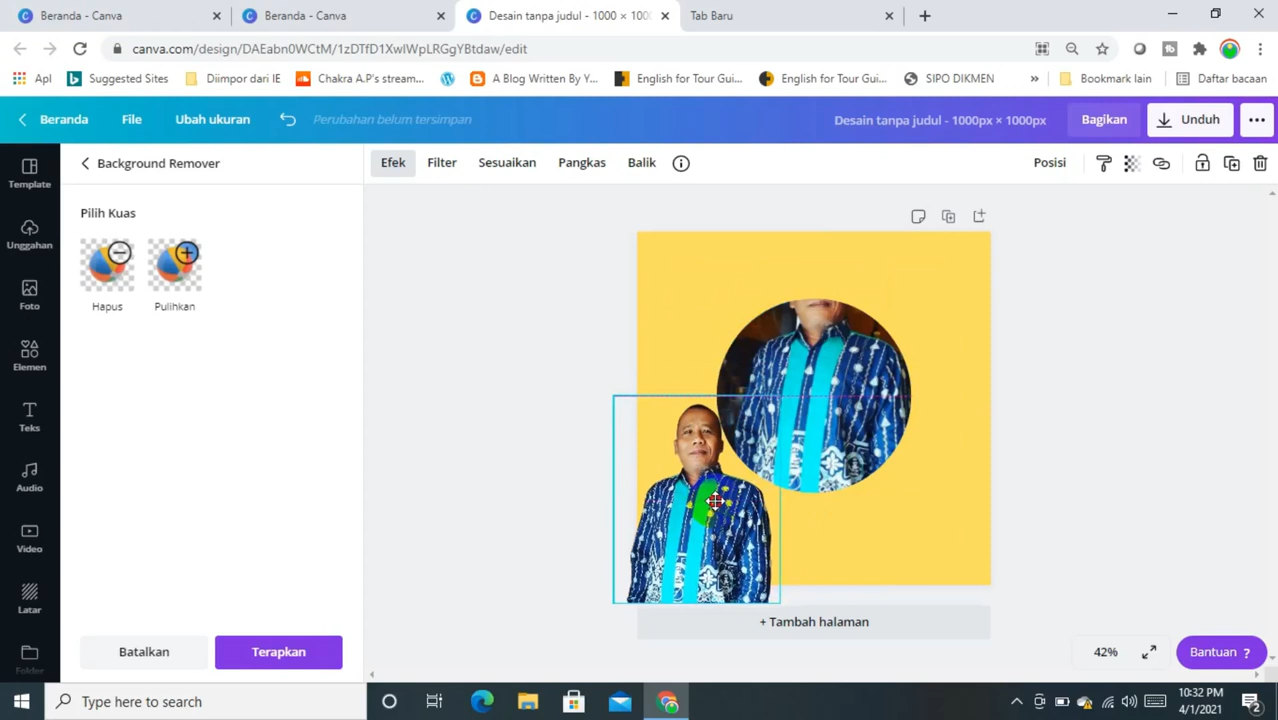 Beranda - Canva
Beranda - Canva
Desain tanpa judul - 1000 × 100
Tab Baru
canva.com/design/DAEabn0WCtM/1zDTfD1XwIWpLRGgYBtdaw/edit
Apl
Suggested Sites
Diimpor dari IE
Chakra A.P's stream...
A Blog Written By Y...
English for Tour Gui...
English for Tour Gui...
SIPO DIKMEN
»
Bookmark lain
Daftar bacaan
Beranda
File
Ubah ukuran
Perubahan belum tersimpan
Desain tanpa judul - 1000px × 1000px
Bagikan
Unduh
Template
Unggahan
Foto
Elemen
Teks
Audio
Video
Latar
Folder
Background Remover
Pilih Kuas
Hapus
Pulihkan
Batalkan
Terapkan
Efek
Filter
Sesuaikan
Pangkas
Balik
Posisi
+ Tambah halaman
42%
Bantuan ?
Type here to search
10:32 PM
4/1/2021
2